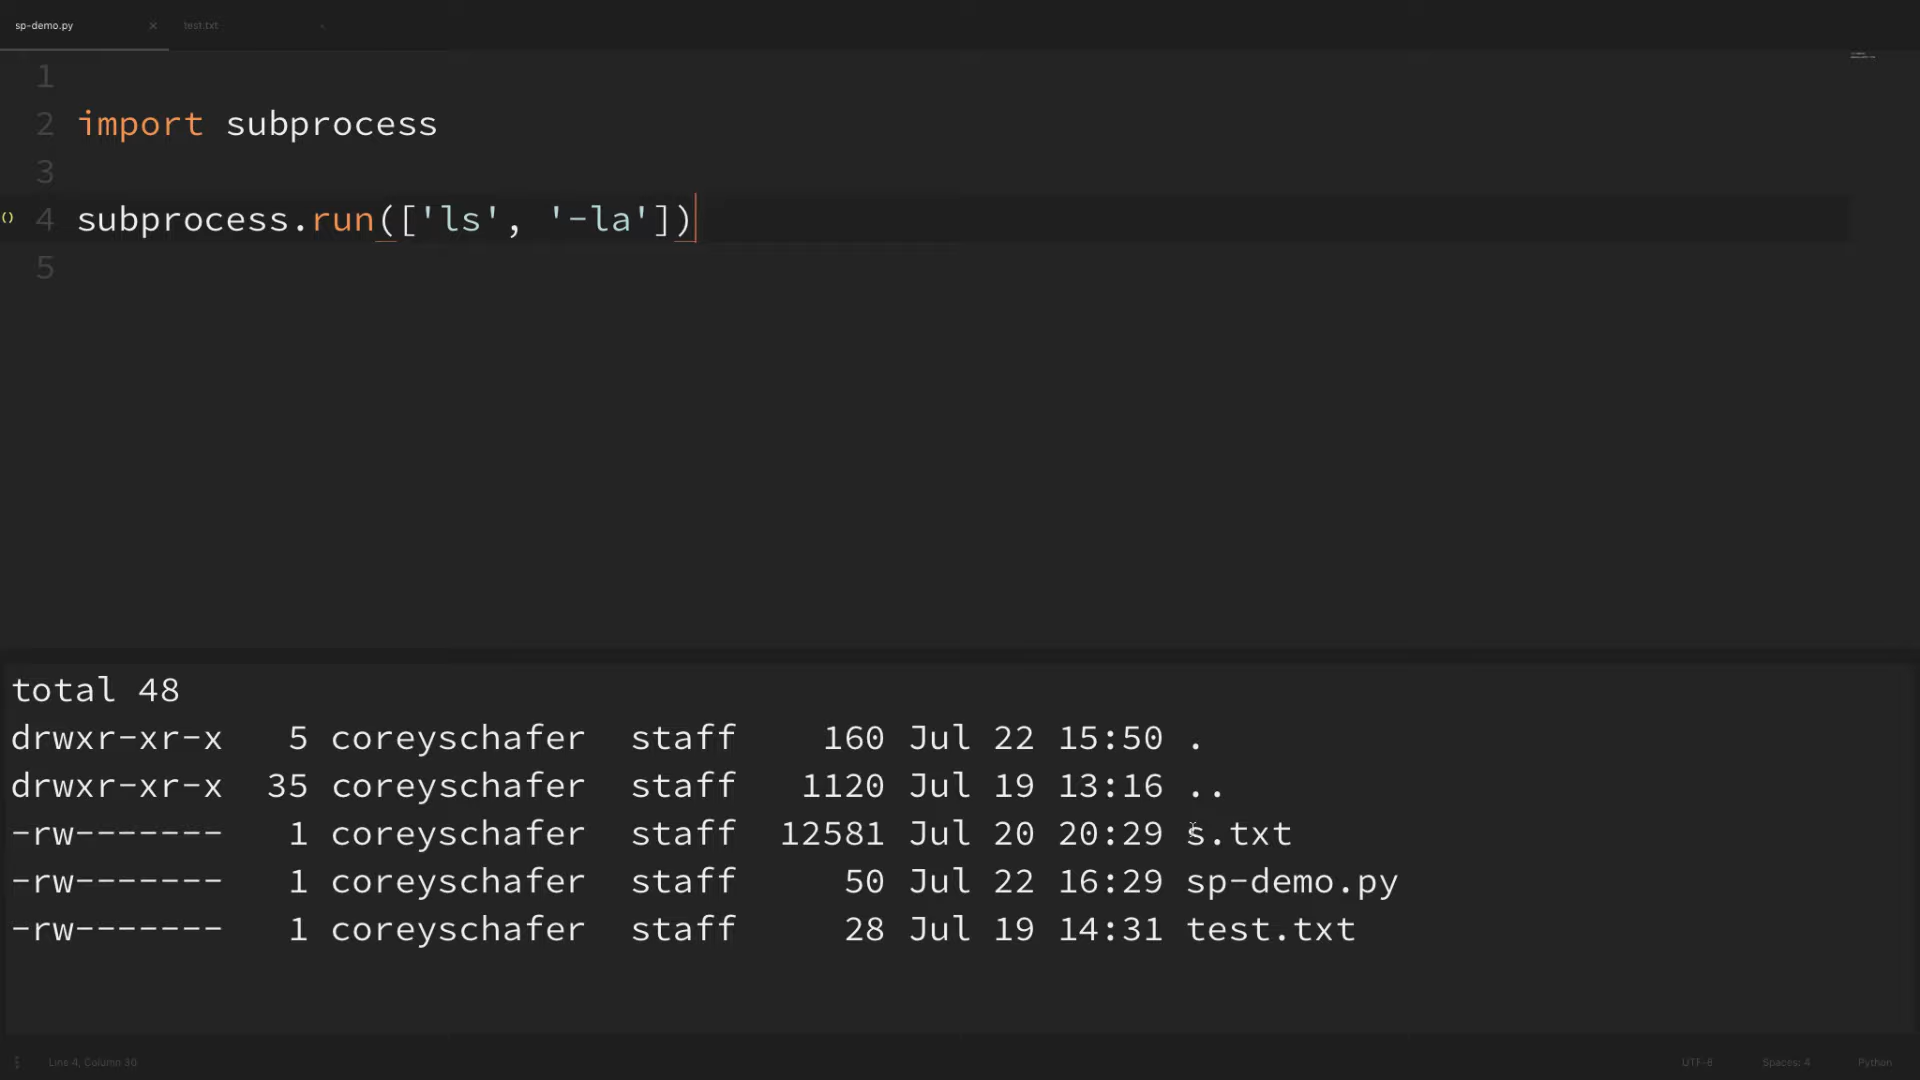 sp-demo.py × test.txt
1
2 import subprocess
3
() 4 subprocess.run(['ls', '-la'])
5
total 48
drwxr-xr-x 5 coreyschafer staff 160 Jul 22 15:50 .
drwxr-xr-x 35 coreyschafer staff 1120 Jul 19 13:16 ..
-rw------- 1 coreyschafer staff 12581 Jul 20 20:29 s.txt
-rw------- 1 coreyschafer staff 50 Jul 22 16:29 sp-demo.py
-rw------- 1 coreyschafer staff 28 Jul 19 14:31 test.txt
Line 4, Column 30 UTF-8 Spaces: 4 Python